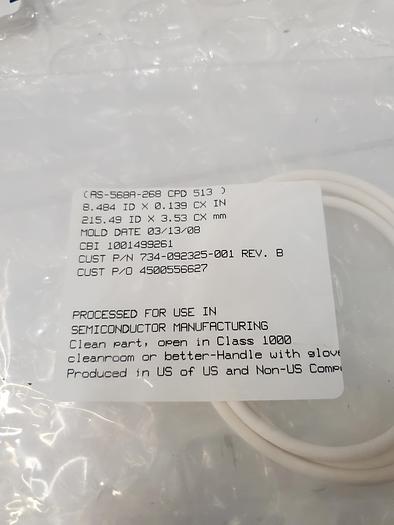 (AS-568A-268 CPD 513 )
8.484 ID X 0.139 CX IN
215.49 ID X 3.53 CX mm
MOLD DATE 03/13/08
CBI 1001499261
CUST P/N 734-092325-001 REV. B
CUST P/O 4500556627
PROCESSED FOR USE IN
SEMICONDUCTOR MANUFACTURING
Clean part, open in Class 1000
cleanroom or better-Handle with glove
Produced in US of US and Non-US Comp